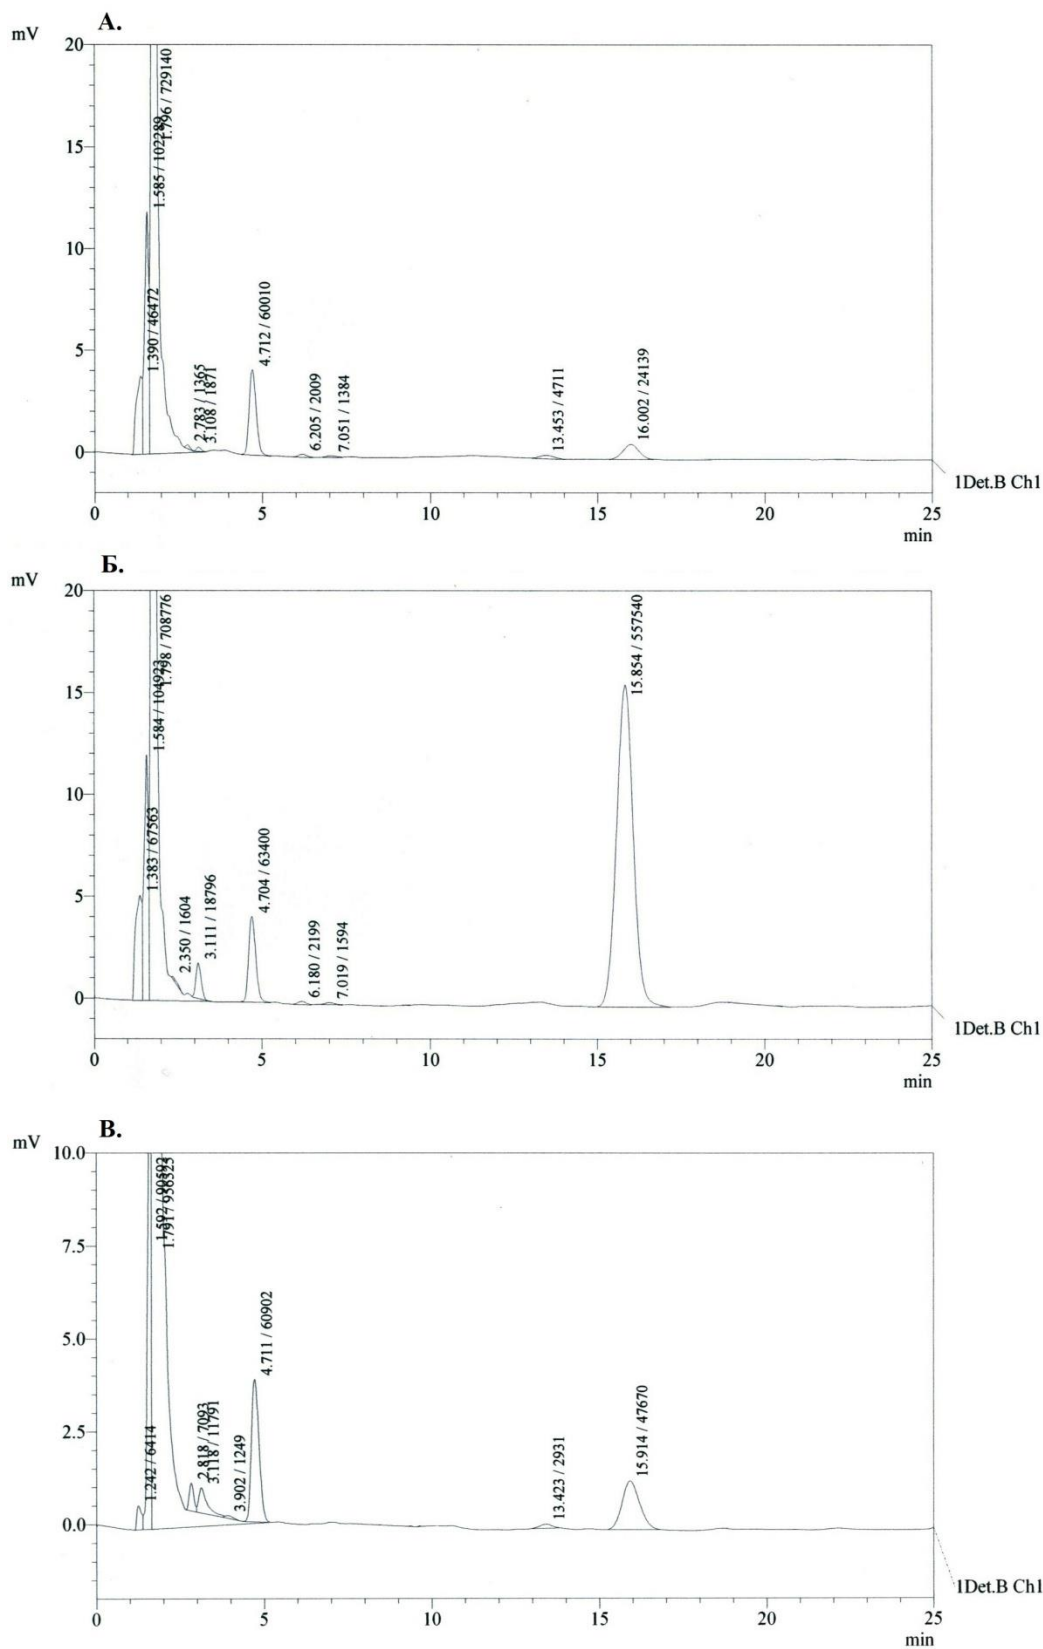 А.
mV
20
15
10
5
0
1.390 / 46472
1.585 / 102289
1.796 / 729140
2.783 / 1365
3.108 / 1871
4.712 / 60010
6.205 / 2009
7.051 / 1384
13.453 / 4711
16.002 / 24139
1Det.B Ch1
0 5 10 15 20 25
min
Б.
mV
20
15
10
5
0
1.383 / 67563
1.584 / 104923
1.798 / 708776
2.350 / 1604
3.111 / 18796
4.704 / 63400
6.180 / 2199
7.019 / 1594
15.854 / 557540
1Det.B Ch1
0 5 10 15 20 25
min
В.
mV
10.0
7.5
5.0
2.5
0.0
1.242 / 6414
1.592 / 90592
2.818 / 7093
3.118 / 11791
3.902 / 1249
4.711 / 60902
13.423 / 2931
15.914 / 47670
1Det.B Ch1
0 5 10 15 20 25
min